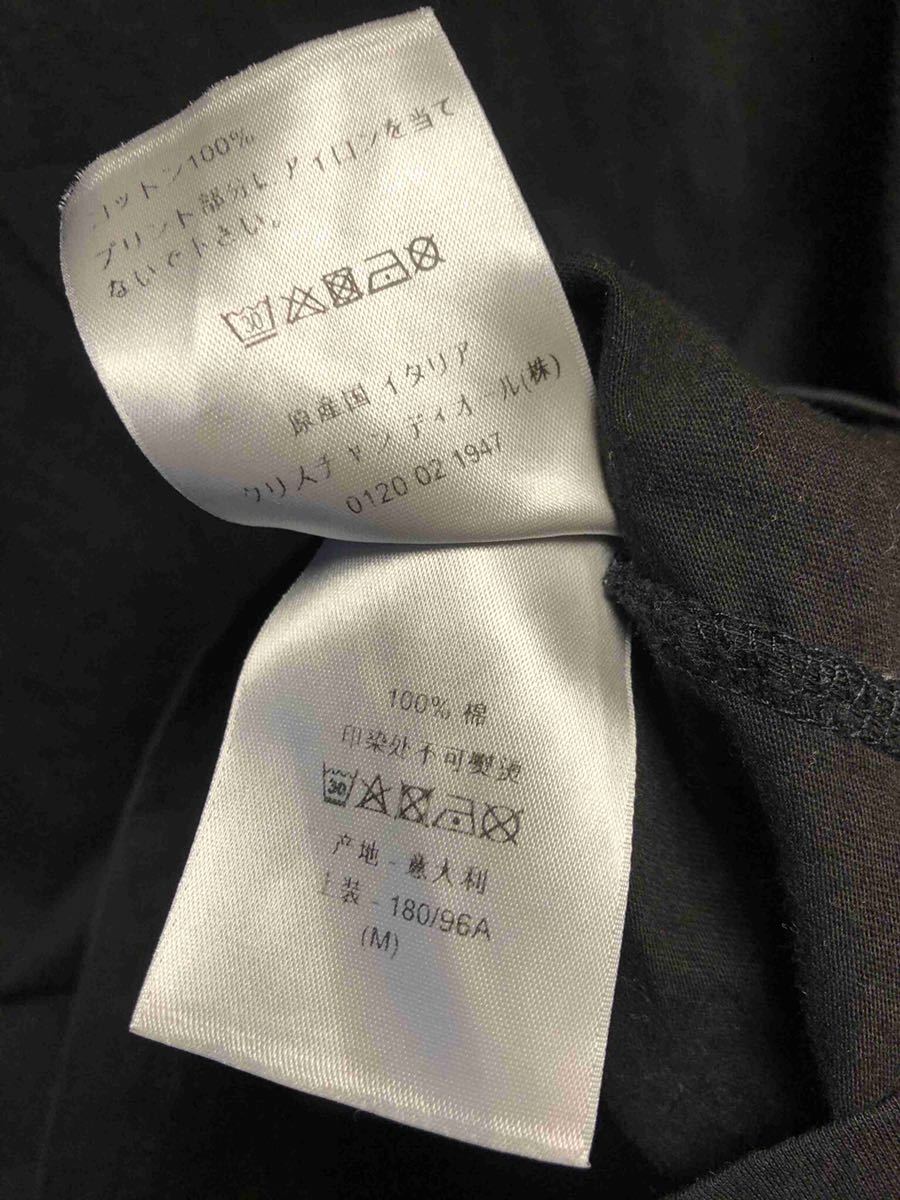 コットン100%
プリント部分にアイロンを当て
ないで下さい。
30
原産国 イタリア
クリスチャン ディオール(株)
0120 02 1947
100% 棉
印染处不可熨烫
30
产地 - 意大利
上装 - 180/96A
(M)